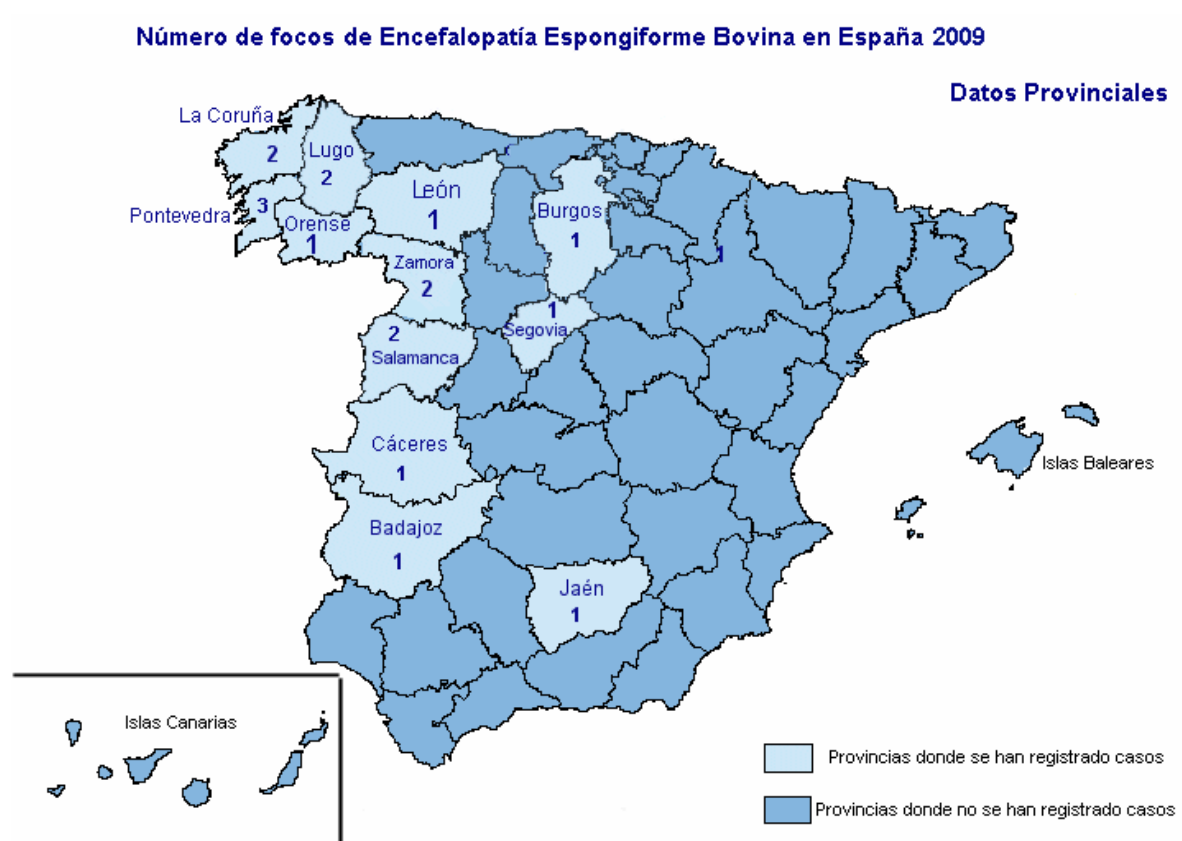 Número de focos de Encefalopatía Espongiforme Bovina en España 2009
Datos Provinciales
La Coruña
2
Lugo
2
Pontevedra
3
Orense
1
León
1
Burgos
1
1
Zamora
2
1
Segovia
2
Salamanca
Cáceres
1
Badajoz
1
Jaén
1
Islas Baleares
Islas Canarias
Provincias donde se han registrado casos
Provincias donde no se han registrado casos